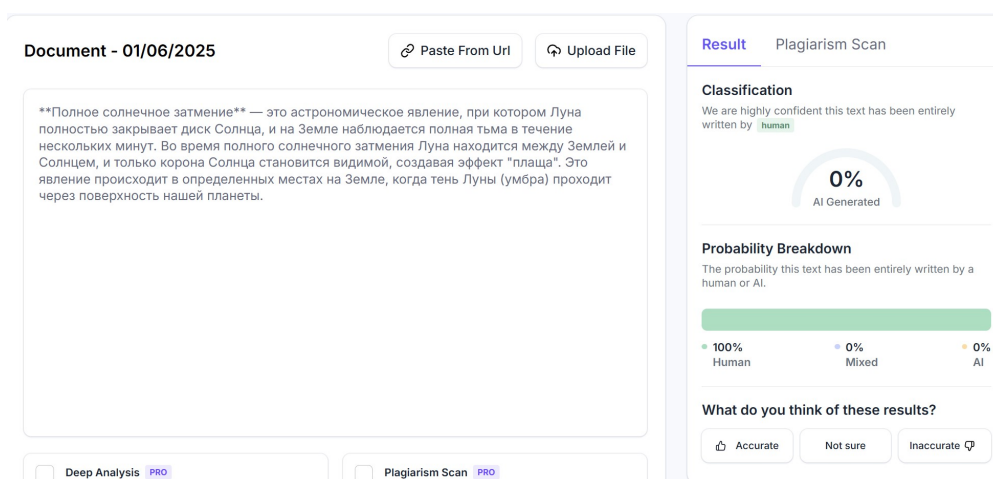 Document - 01/06/2025
Paste From Url
Upload File
**Полное солнечное затмение** — это астрономическое явление, при котором Луна
полностью закрывает диск Солнца, и на Земле наблюдается полная тьма в течение
нескольких минут. Во время полного солнечного затмения Луна находится между Землей и
Солнцем, и только корона Солнца становится видимой, создавая эффект "плаща". Это
явление происходит в определенных местах на Земле, когда тень Луны (умбра) проходит
через поверхность нашей планеты.
Deep Analysis PRO
Plagiarism Scan PRO
Result
Plagiarism Scan
Classification
We are highly confident this text has been entirely
written by human
0%
AI Generated
Probability Breakdown
The probability this text has been entirely written by a
human or AI.
100%
Human
0%
Mixed
0%
AI
What do you think of these results?
Accurate
Not sure
Inaccurate